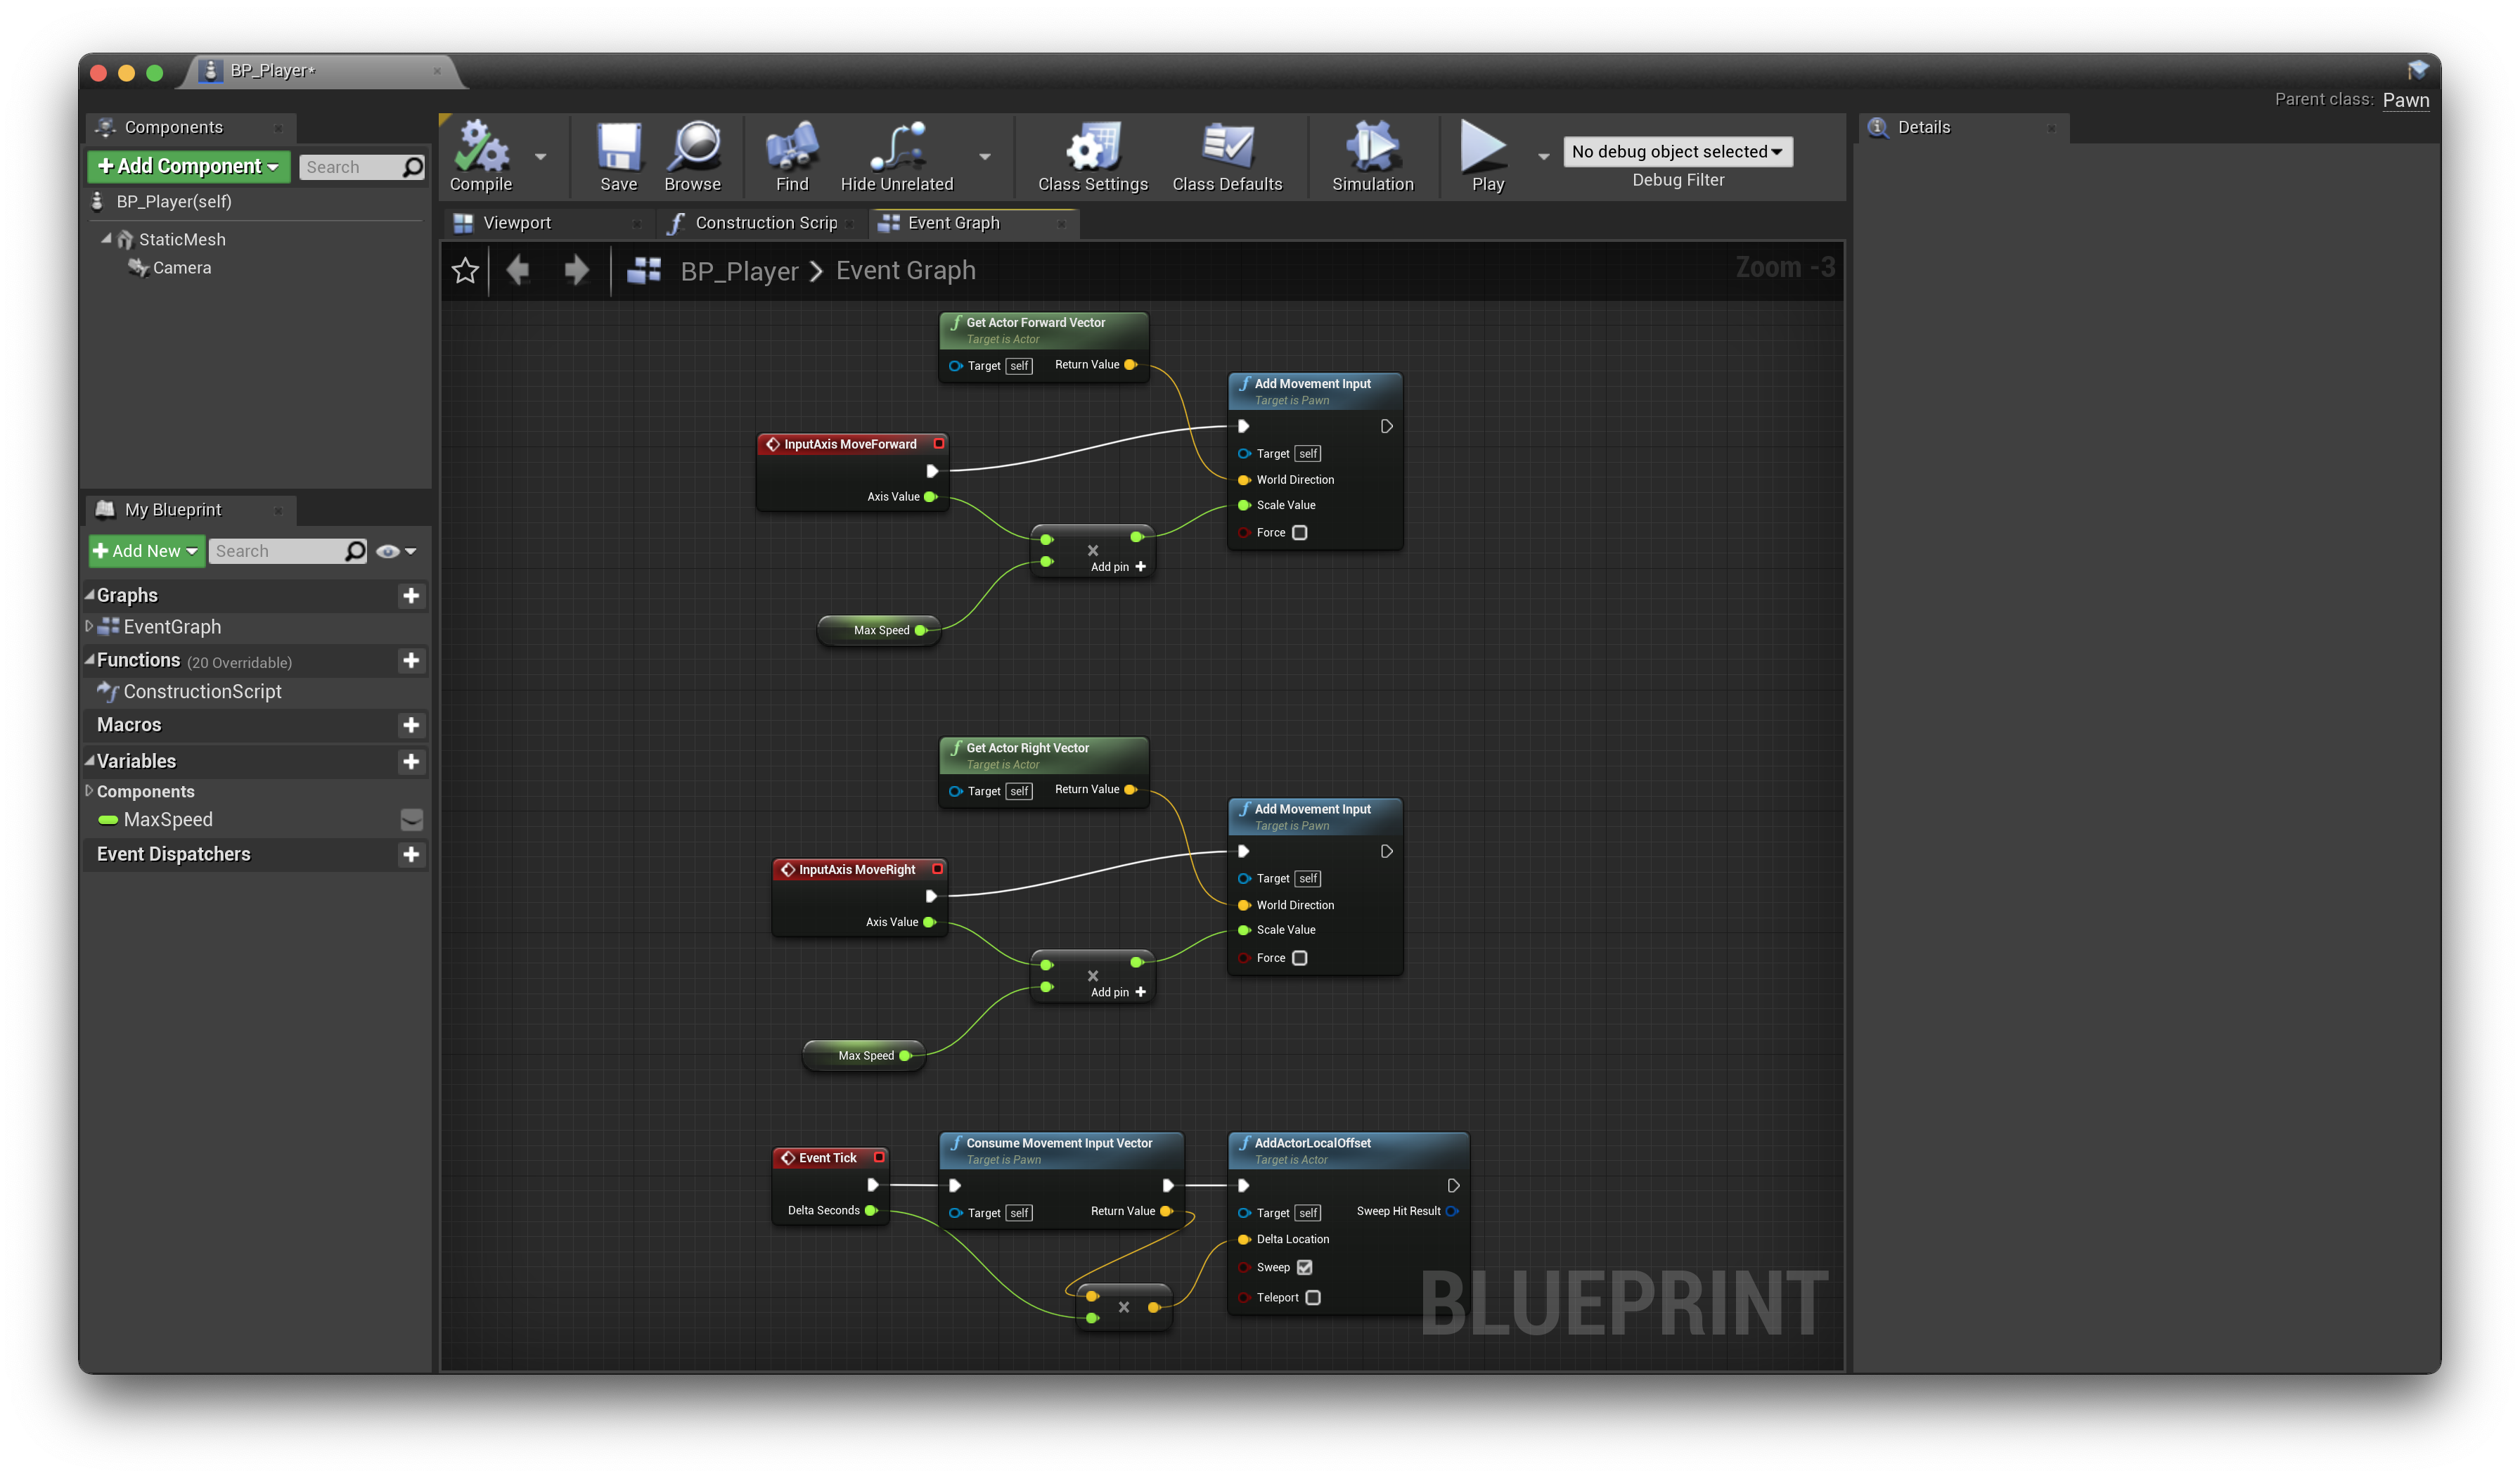 BP_Player*
Parent class: Pawn
Components
Add Component
Search
BP_Player(self)
StaticMesh
Camera
My Blueprint
Add New
Search
Graphs
EventGraph
Functions (20 Overridable)
ConstructionScript
Macros
Variables
Components
MaxSpeed
Event Dispatchers
Compile
Save
Browse
Find
Hide Unrelated
Class Settings
Class Defaults
Simulation
Play
No debug object selected
Debug Filter
Viewport
Construction Scrip
Event Graph
BP_Player > Event Graph
Zoom -3
Get Actor Forward Vector
Target is Actor
Target self Return Value
Add Movement Input
Target is Pawn
Target self
World Direction
Scale Value
Force
InputAxis MoveForward
Axis Value
Add pin
Max Speed
Get Actor Right Vector
Target is Actor
Target self Return Value
Add Movement Input
Target is Pawn
Target self
World Direction
Scale Value
Force
InputAxis MoveRight
Axis Value
Add pin
Max Speed
Event Tick
Delta Seconds
Consume Movement Input Vector
Target is Pawn
Target self Return Value
AddActorLocalOffset
Target is Actor
Target self Sweep Hit Result
Delta Location
Sweep
Teleport
BLUEPRINT
Details